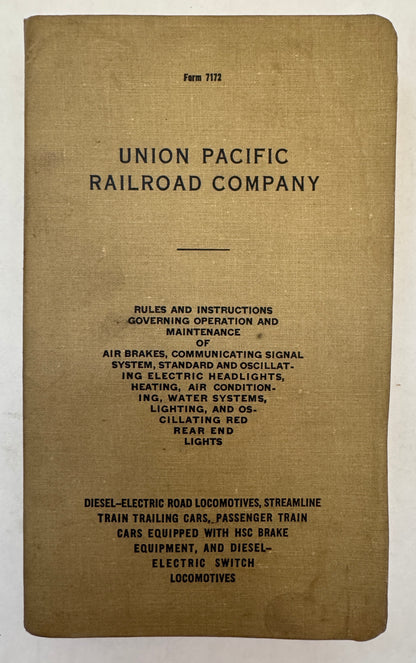 Form 7172
UNION PACIFIC
RAILROAD COMPANY
RULES AND INSTRUCTIONS
GOVERNING OPERATION AND
MAINTENANCE
OF
AIR BRAKES, COMMUNICATING SIGNAL
SYSTEM, STANDARD AND OSCILLAT-
ING ELECTRIC HEADLIGHTS,
HEATING, AIR CONDITION-
ING, WATER SYSTEMS,
LIGHTING, AND OS-
CILLATING RED
REAR END
LIGHTS
DIESEL-ELECTRIC ROAD LOCOMOTIVES, STREAMLINE
TRAIN TRAILING CARS, PASSENGER TRAIN
CARS EQUIPPED WITH HSC BRAKE
EQUIPMENT, AND DIESEL-
ELECTRIC SWITCH
LOCOMOTIVES